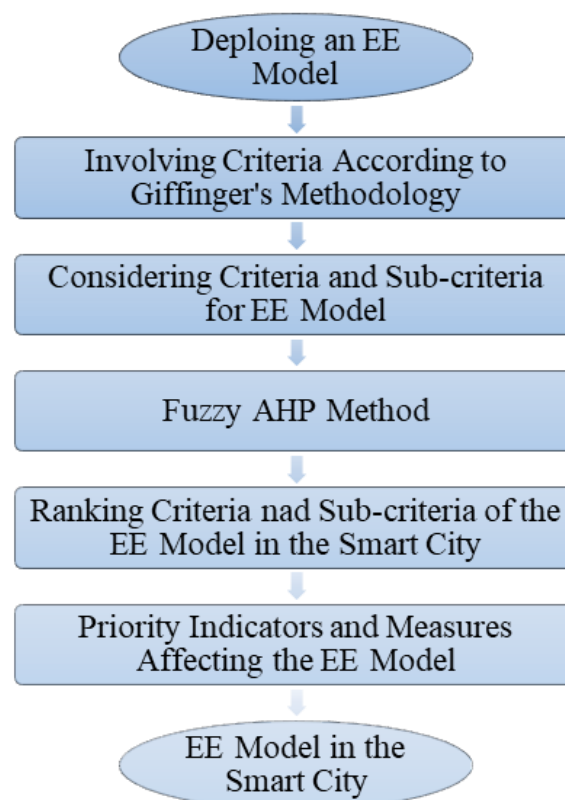 Deploing an EE
Model
Involving Criteria According to
Giffinger's Methodology
Considering Criteria and Sub-criteria
for EE Model
Fuzzy AHP Method
Ranking Criteria nad Sub-criteria of the
EE Model in the Smart City
Priority Indicators and Measures
Affecting the EE Model
EE Model in the
Smart City